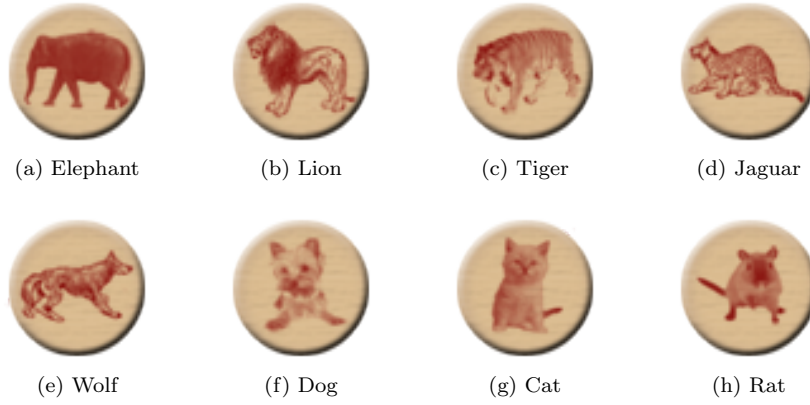 (a) Elephant (b) Lion (c) Tiger (d) Jaguar
(e) Wolf (f) Dog (g) Cat (h) Rat